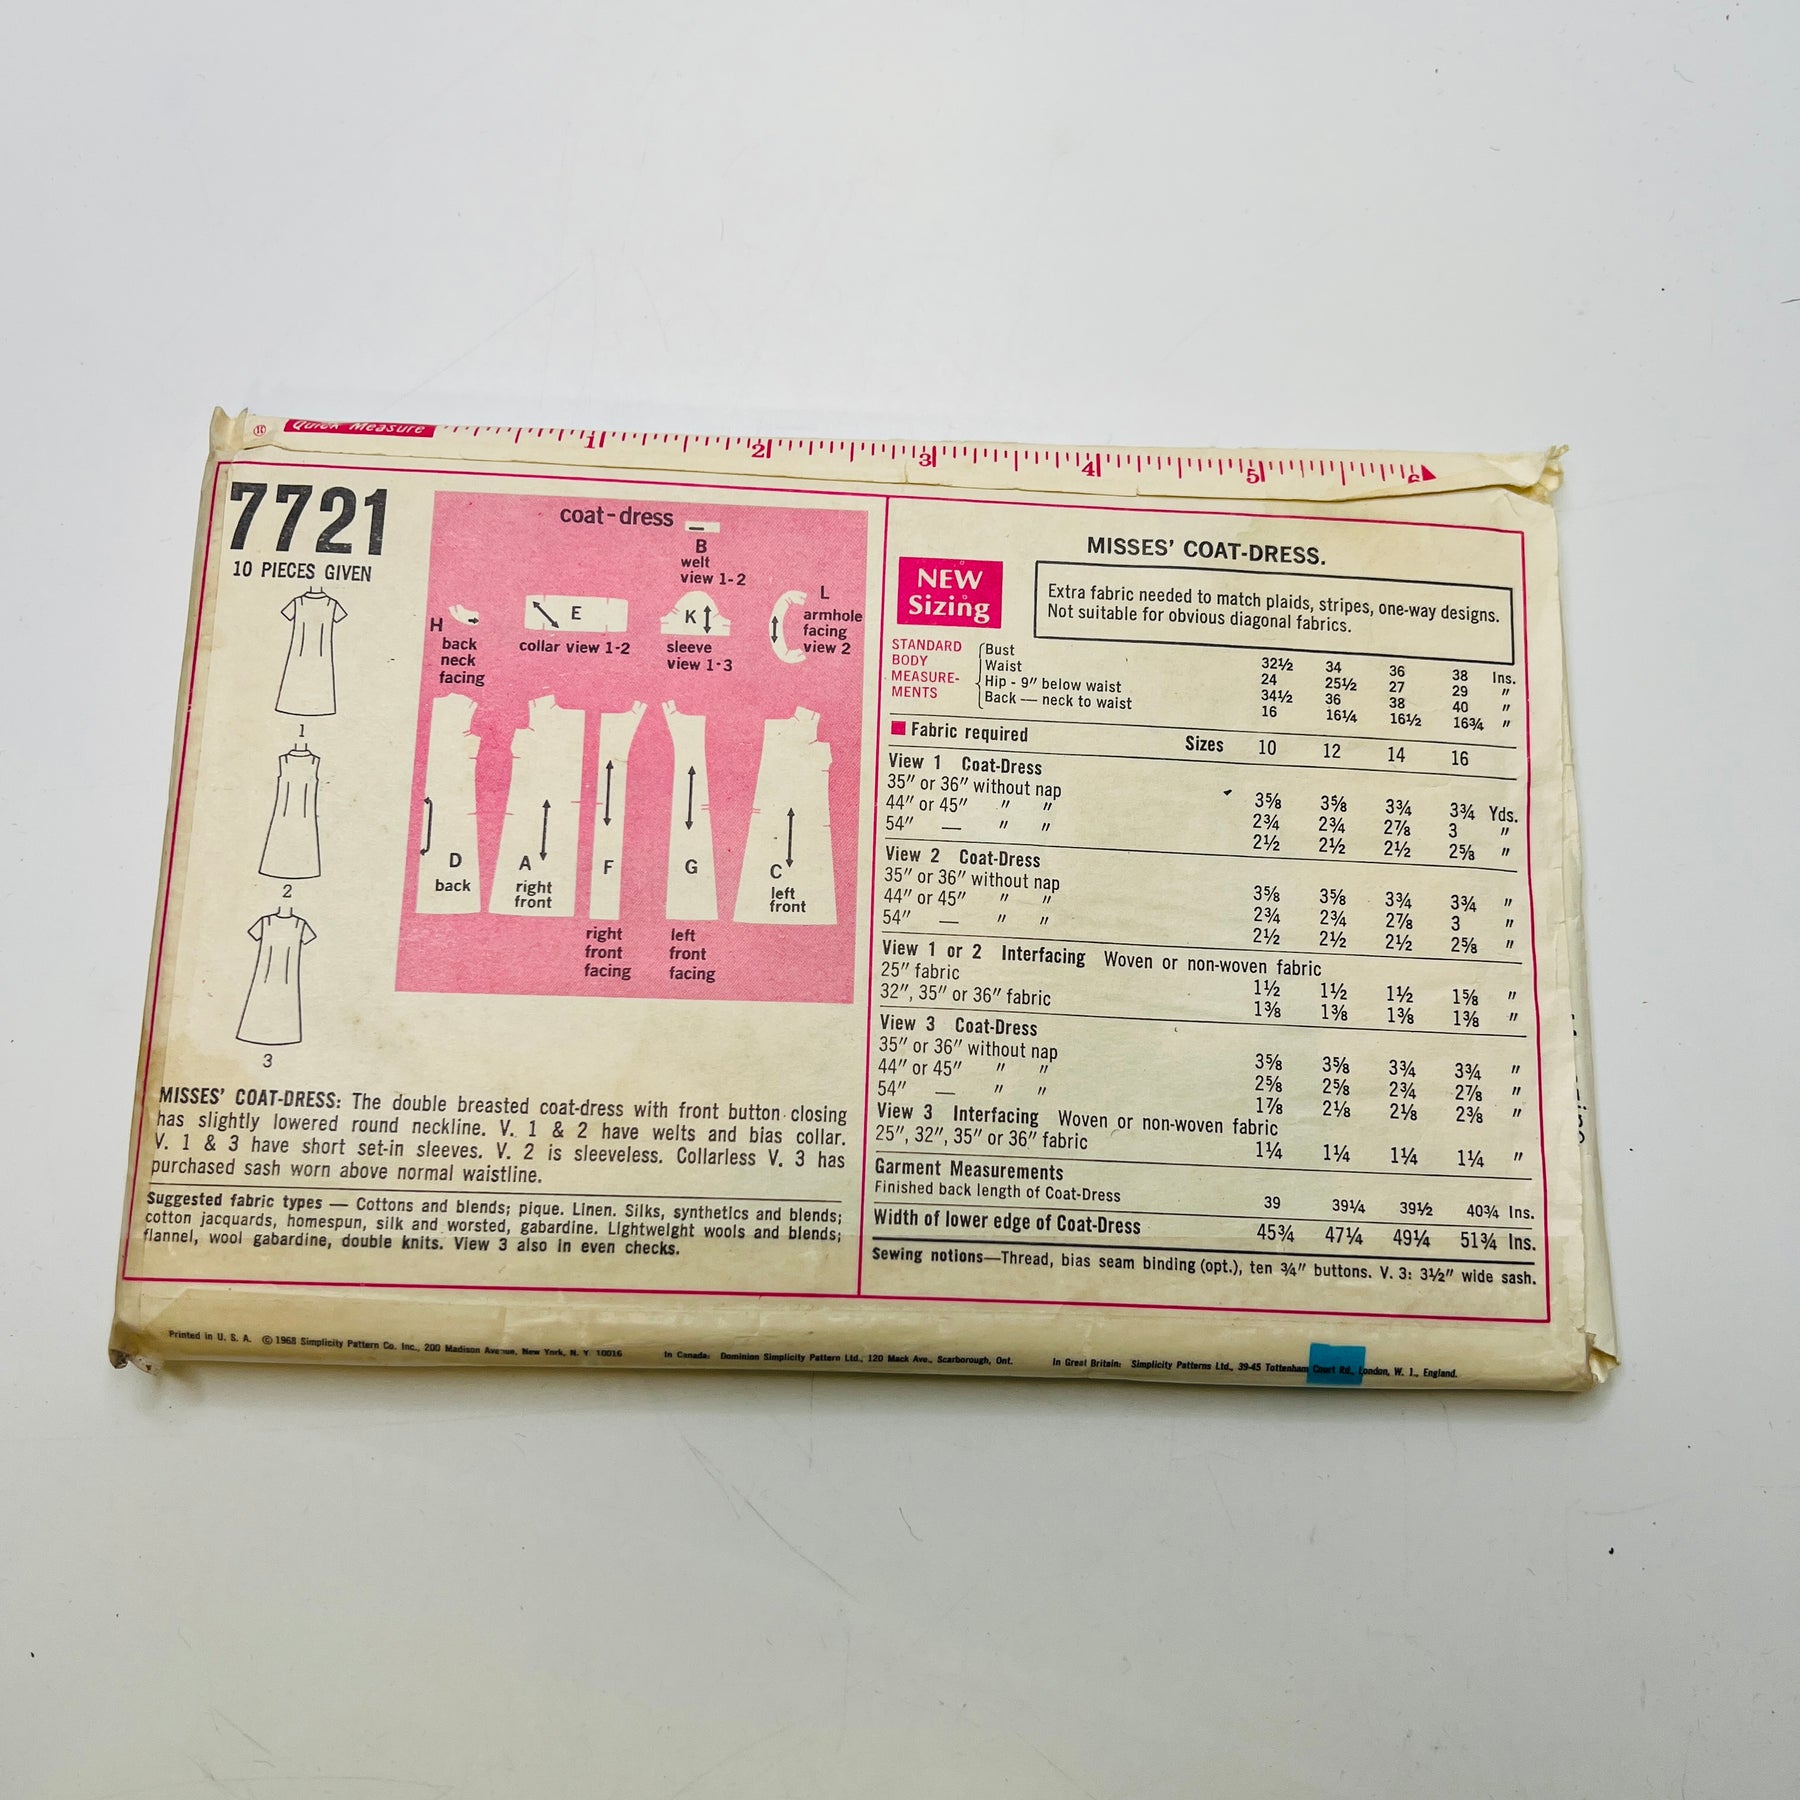 ® Quick Measure 1 2 3 4 5 6
7721
10 PIECES GIVEN
1
2
3
coat-dress
B
welt
view 1-2
H
back
neck
facing
E
collar view 1-2
K
sleeve
view 1-3
L
armhole
facing
view 2
D
back
A
right
front
F
right
front
facing
G
left
front
facing
C
left
front
MISSES' COAT-DRESS: The double breasted coat-dress with front button closing
has slightly lowered round neckline. V. 1 & 2 have welts and bias collar.
V. 1 & 3 have short set-in sleeves. V. 2 is sleeveless. Collarless V. 3 has
purchased sash worn above normal waistline.
Suggested fabric types — Cottons and blends; pique. Linen. Silks, synthetics and blends;
cotton jacquards, homespun, silk and worsted, gabardine. Lightweight wools and blends;
flannel, wool gabardine, double knits. View 3 also in even checks.
MISSES' COAT-DRESS.
NEW
Sizing
Extra fabric needed to match plaids, stripes, one-way designs.
Not suitable for obvious diagonal fabrics.
STANDARD
BODY
MEASURE-
MENTS
Bust 32½ 34 36 38 Ins.
Waist 24 25½ 27 29 "
Hip - 9" below waist 34½ 36 38 40 "
Back — neck to waist 16 16¼ 16½ 16¾ "
Fabric required Sizes 10 12 14 16
View 1 Coat-Dress
35" or 36" without nap 3⅝ 3⅝ 3¾ 3¾ Yds.
44" or 45" " " 2¾ 2¾ 2⅞ 3 "
54" — " " 2½ 2½ 2½ 2⅝ "
View 2 Coat-Dress
35" or 36" without nap 3⅝ 3⅝ 3¾ 3¾ "
44" or 45" " " 2¾ 2¾ 2⅞ 3 "
54" — " " 2½ 2½ 2½ 2⅝ "
View 1 or 2 Interfacing Woven or non-woven fabric
25" fabric 1½ 1½ 1½ 1⅝ "
32", 35" or 36" fabric 1⅜ 1⅜ 1⅜ 1⅜ "
View 3 Coat-Dress
35" or 36" without nap 3⅝ 3⅝ 3¾ 3¾ "
44" or 45" " " 2⅝ 2⅝ 2¾ 2⅞ "
54" — " " 1⅞ 2⅛ 2⅛ 2⅜ "
View 3 Interfacing Woven or non-woven fabric
25", 32", 35" or 36" fabric 1¼ 1¼ 1¼ 1¼ "
Garment Measurements
Finished back length of Coat-Dress 39 39¼ 39½ 40¾ Ins.
Width of lower edge of Coat-Dress 45¾ 47¼ 49¼ 51¾ Ins.
Sewing notions—Thread, bias seam binding (opt.), ten ¾" buttons. V. 3: 3½" wide sash.
Printed in U. S. A. © 1968 Simplicity Pattern Co. Inc., 200 Madison Avenue, New York, N. Y. 10016 In Canada: Dominion Simplicity Pattern Ltd., 120 Mack Ave., Scarborough, Ont. In Great Britain: Simplicity Patterns Ltd., 39-45 Tottenham Court Rd., London, W. 1., England.